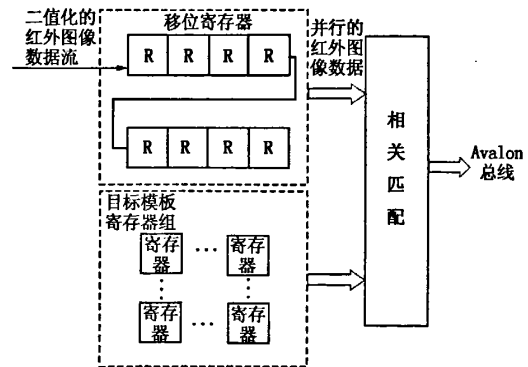 二值化的
红外图像
数据流
移位寄存器
R R R R
R R R R
并行的
红外图
像数据
相
关
匹
配
Avalon
总线
目标模板
寄存器组
寄存器 … 寄存器
寄存器 … 寄存器